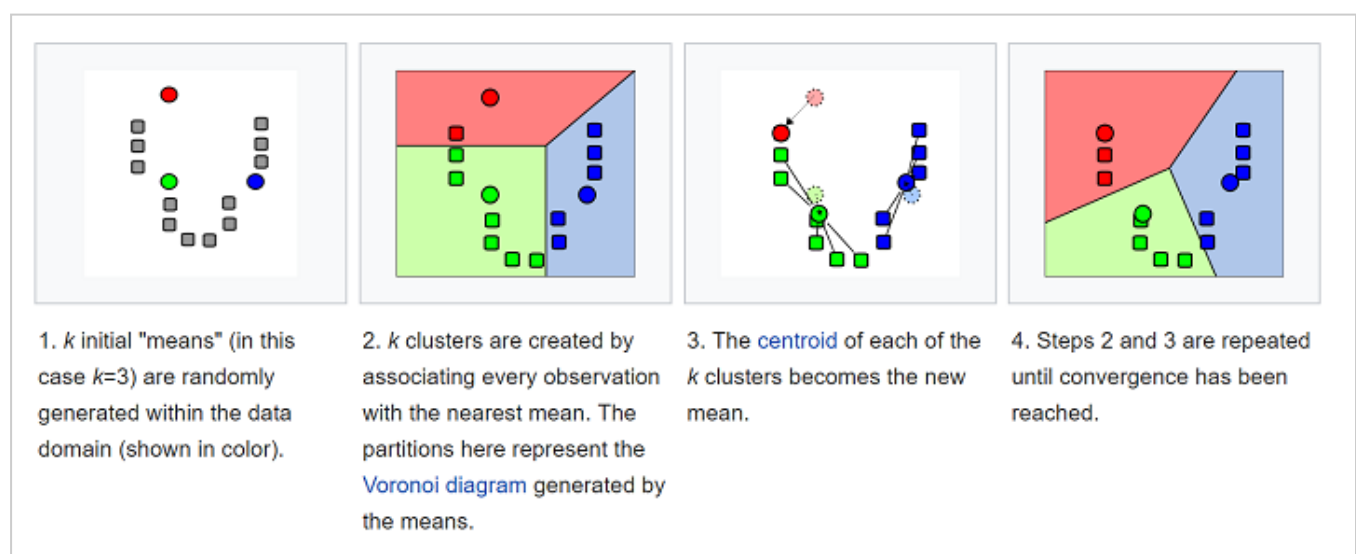 1. k initial "means" (in this
case k=3) are randomly
generated within the data
domain (shown in color).
2. k clusters are created by
associating every observation
with the nearest mean. The
partitions here represent the
Voronoi diagram generated by
the means.
3. The centroid of each of the
k clusters becomes the new
mean.
4. Steps 2 and 3 are repeated
until convergence has been
reached.